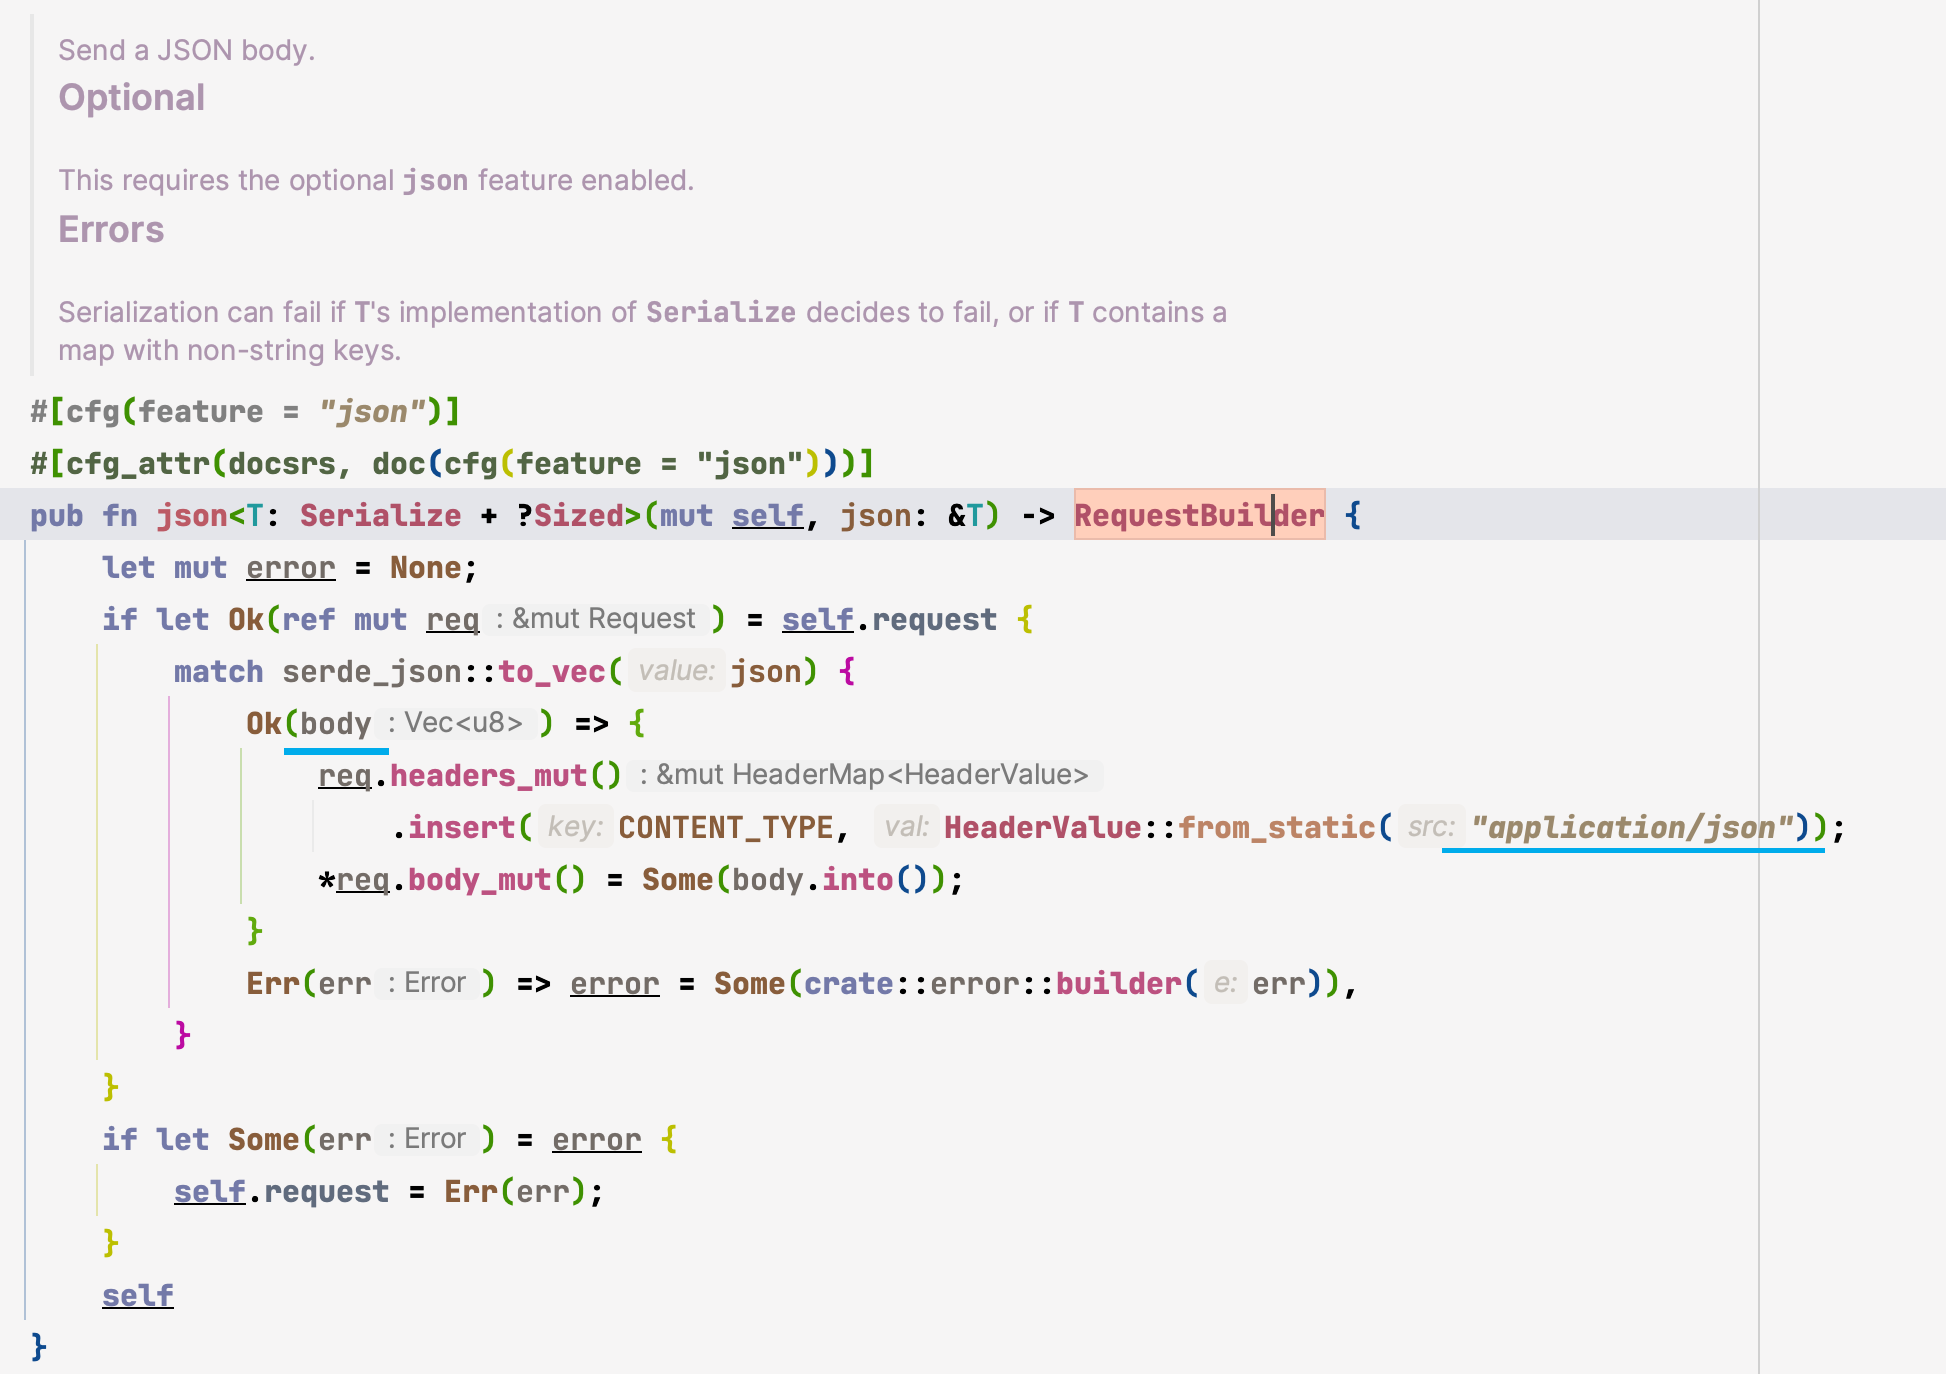 Send a JSON body.
Optional
This requires the optional json feature enabled.
Errors
Serialization can fail if T's implementation of Serialize decides to fail, or if T contains a
map with non-string keys.
#[cfg(feature = "json")]
#[cfg_attr(docsrs, doc(cfg(feature = "json")))]
pub fn json<T: Serialize + ?Sized>(mut self, json: &T) -> RequestBuilder {
    let mut error = None;
    if let Ok(ref mut req : &mut Request ) = self.request {
        match serde_json::to_vec( value: json) {
            Ok(body : Vec<u8> ) => {
                req.headers_mut() : &mut HeaderMap<HeaderValue>
                    .insert( key: CONTENT_TYPE, val: HeaderValue::from_static( src: "application/json"));
                *req.body_mut() = Some(body.into());
            }
            Err(err : Error ) => error = Some(crate::error::builder( e: err)),
        }
    }
    if let Some(err : Error ) = error {
        self.request = Err(err);
    }
    self
}